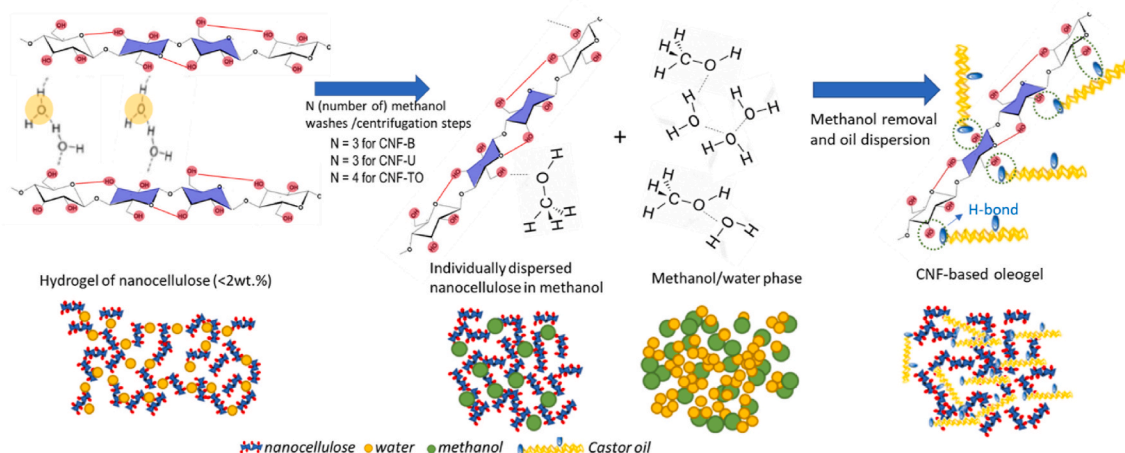 N (number of) methanol
washes /centrifugation steps
N = 3 for CNF-B
N = 3 for CNF-U
N = 4 for CNF-TO
+
Methanol removal
and oil dispersion
H-bond
Hydrogel of nanocellulose (<2wt.%)
Individually dispersed
nanocellulose in methanol
Methanol/water phase
CNF-based oleogel
nanocellulose water methanol Castor oil